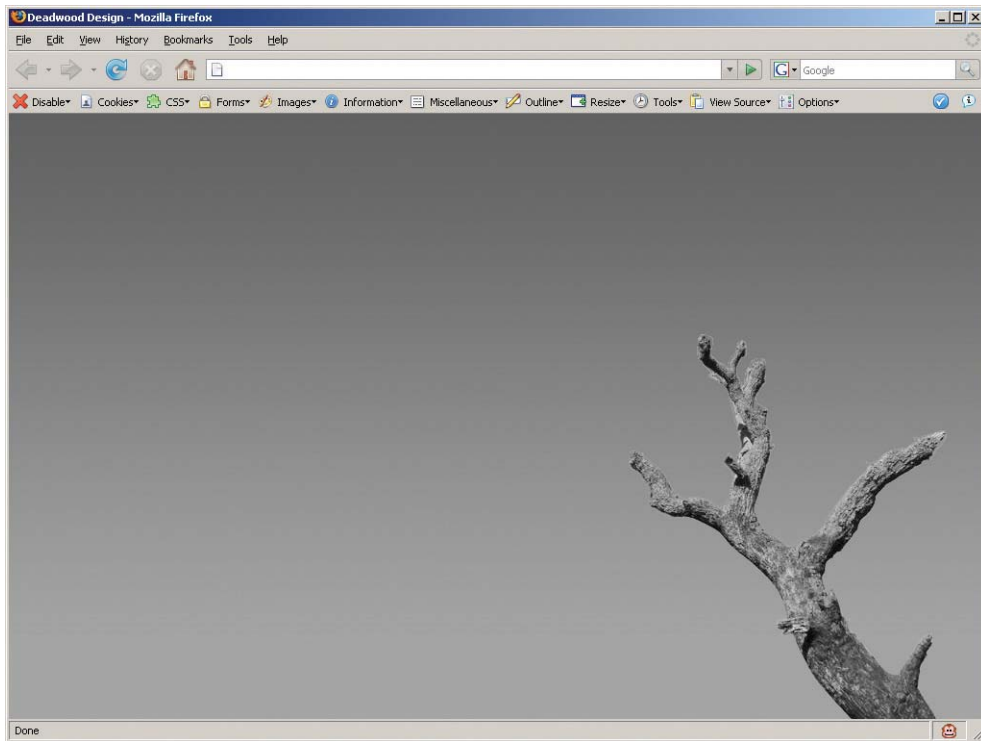 Deadwood Design - Mozilla Firefox
File Edit View History Bookmarks Tools Help
G Google
Disable Cookies CSS Forms Images Information Miscellaneous Outline Resize Tools View Source Options
Done